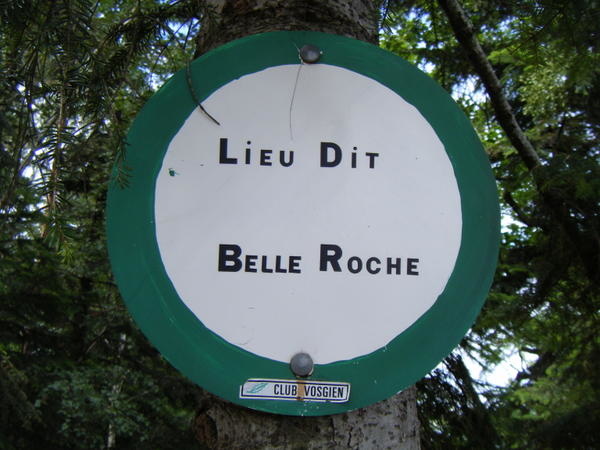 Lieu Dit
Belle Roche
CLUB VOSGIEN